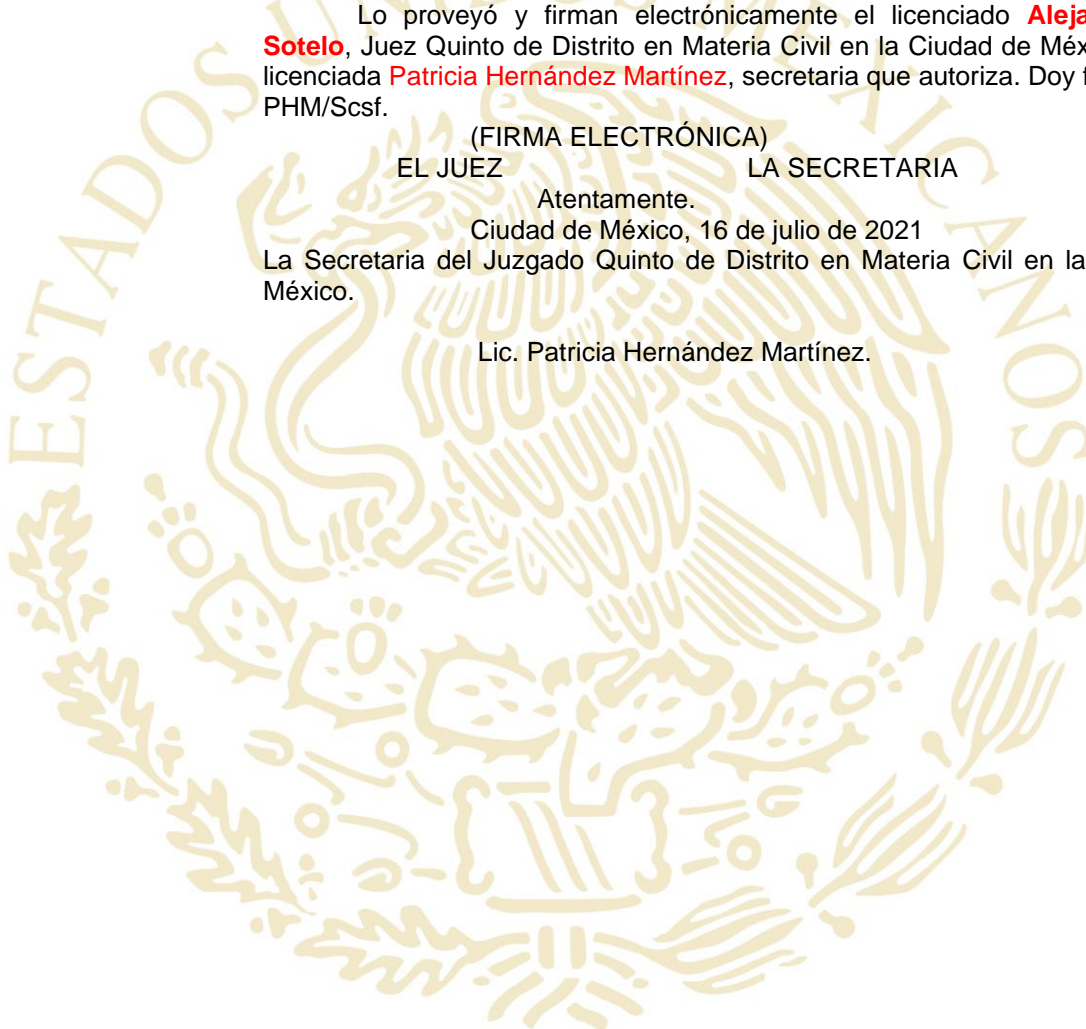 Lo proveyó y firman electrónicamente el licenciado
Sotelo, Juez Quinto de Distrito en Materia Civil en la Ciudad de
licenciada Patricia Hernández Martínez, secretaria que autoriza. Doy
PHM/Scsf.
(FIRMA ELECTRÓNICA)
EL JUEZ LA SECRETARIA
Atentamente.
Ciudad de México, 16 de julio de 2021
La Secretaria del Juzgado Quinto de Distrito en Materia Civil en la
México.
Lic. Patricia Hernández Martínez.
ESTADOS UNIDOS MEXICANOS